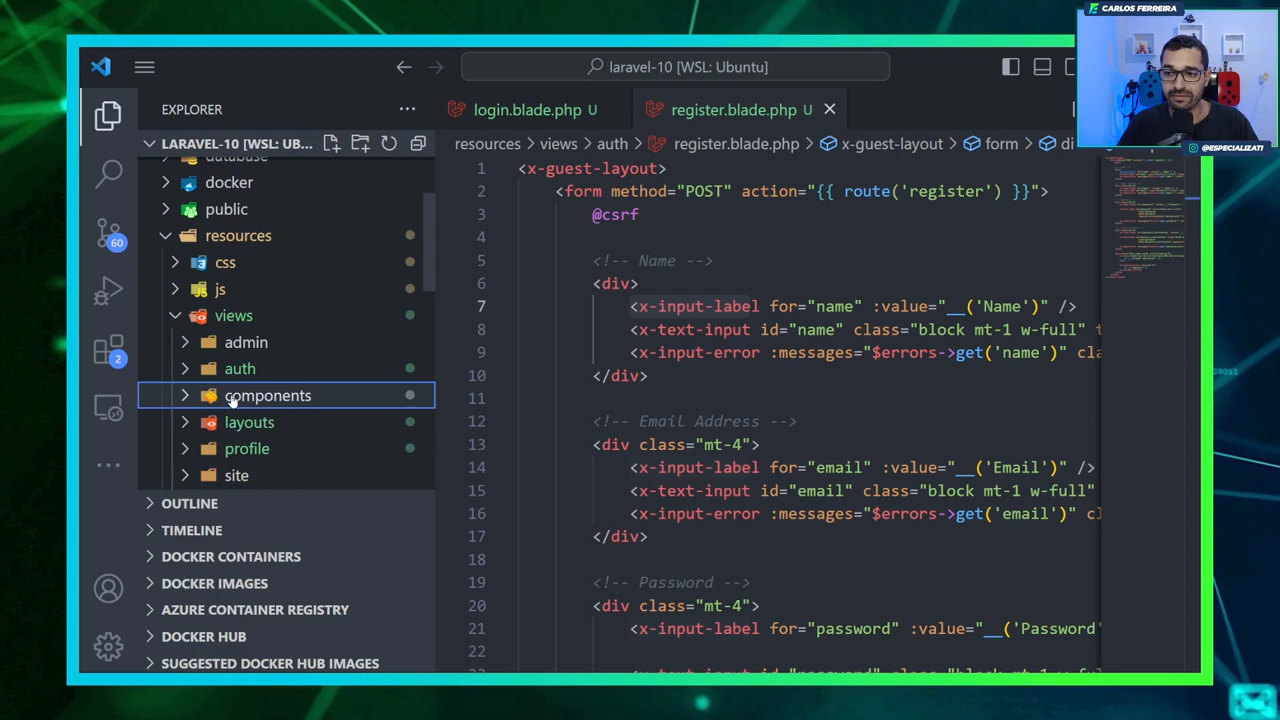 CARLOS FERREIRA
@ESPECIALIZATI
laravel-10 [WSL: Ubuntu]
EXPLORER
LARAVEL-10 [WSL: UB...
database
docker
public
resources
css
js
views
admin
auth
components
layouts
profile
site
OUTLINE
TIMELINE
DOCKER CONTAINERS
DOCKER IMAGES
AZURE CONTAINER REGISTRY
DOCKER HUB
SUGGESTED DOCKER HUB IMAGES
60
2
login.blade.php U
register.blade.php U
resources > views > auth > register.blade.php > x-guest-layout > form > di
1 <x-guest-layout>
2 <form method="POST" action="{{ route('register') }}">
3 @csrf
4
5 <!-- Name -->
6 <div>
7 <x-input-label for="name" :value="__('Name')" />
8 <x-text-input id="name" class="block mt-1 w-full" t
9 <x-input-error :messages="$errors->get('name')" cla
10 </div>
11
12 <!-- Email Address -->
13 <div class="mt-4">
14 <x-input-label for="email" :value="__('Email')" />
15 <x-text-input id="email" class="block mt-1 w-full"
16 <x-input-error :messages="$errors->get('email')" cl
17 </div>
18
19 <!-- Password -->
20 <div class="mt-4">
21 <x-input-label for="password" :value="__('Password'
22